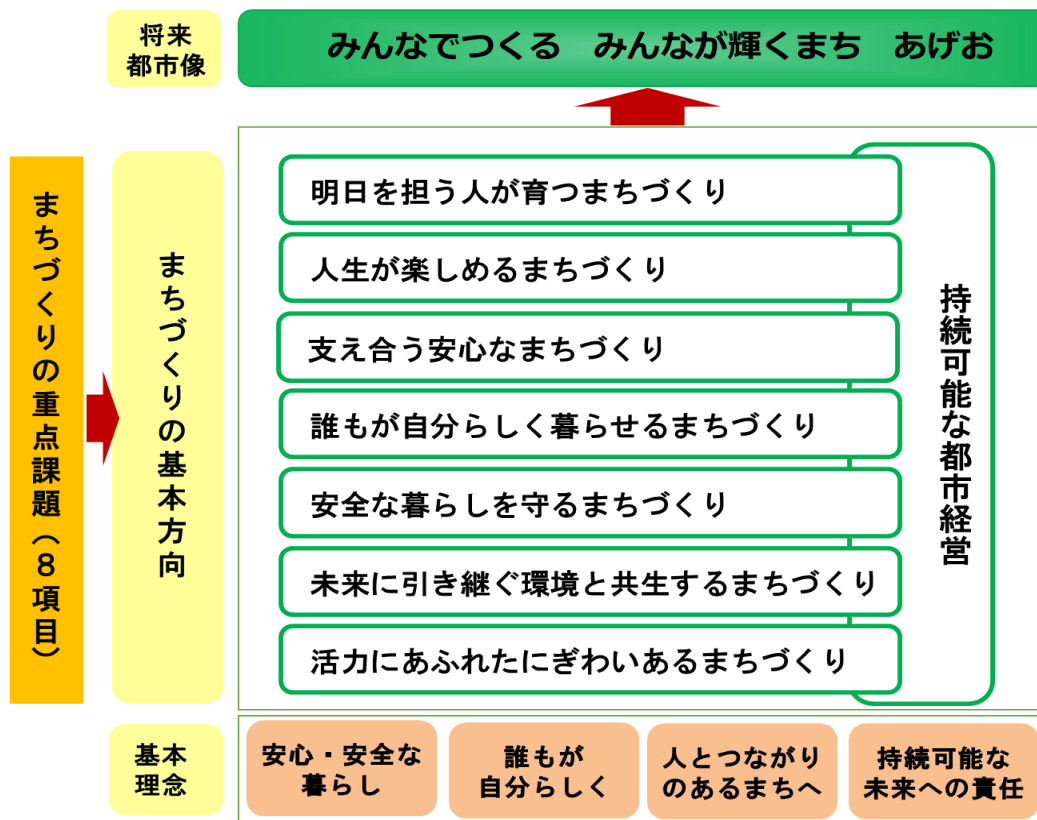 将来
都市像
みんなでつくる　みんなが輝くまち　あげお
まちづくりの重点課題（８項目）
まちづくりの基本方向
明日を担う人が育つまちづくり
人生が楽しめるまちづくり
支え合う安心なまちづくり
誰もが自分らしく暮らせるまちづくり
安全な暮らしを守るまちづくり
未来に引き継ぐ環境と共生するまちづくり
活力にあふれたにぎわいあるまちづくり
持続可能な都市経営
基本
理念
安心・安全な
暮らし
誰もが
自分らしく
人とつながり
のあるまちへ
持続可能な
未来への責任